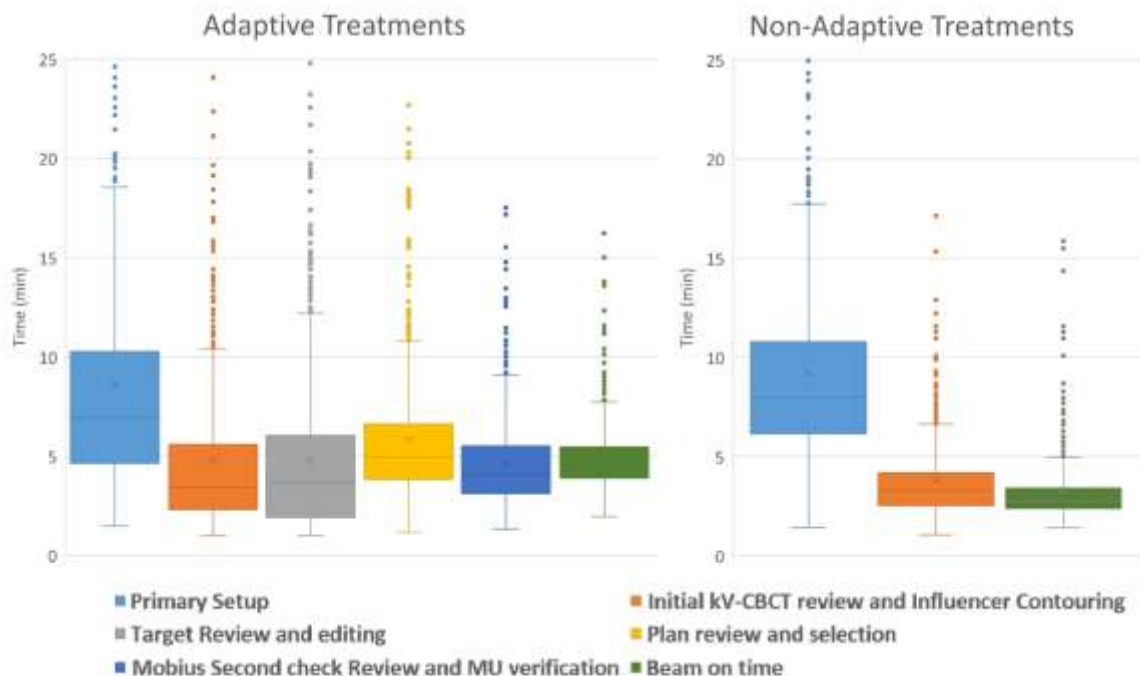 Adaptive Treatments
Non-Adaptive Treatments
25
20
15
10
5
0
Time (min)
25
20
15
10
5
0
Time (min)
Primary Setup
Initial kV-CBCT review and Influencer Contouring
Target Review and editing
Plan review and selection
Mobius Second check Review and MU verification
Beam on time